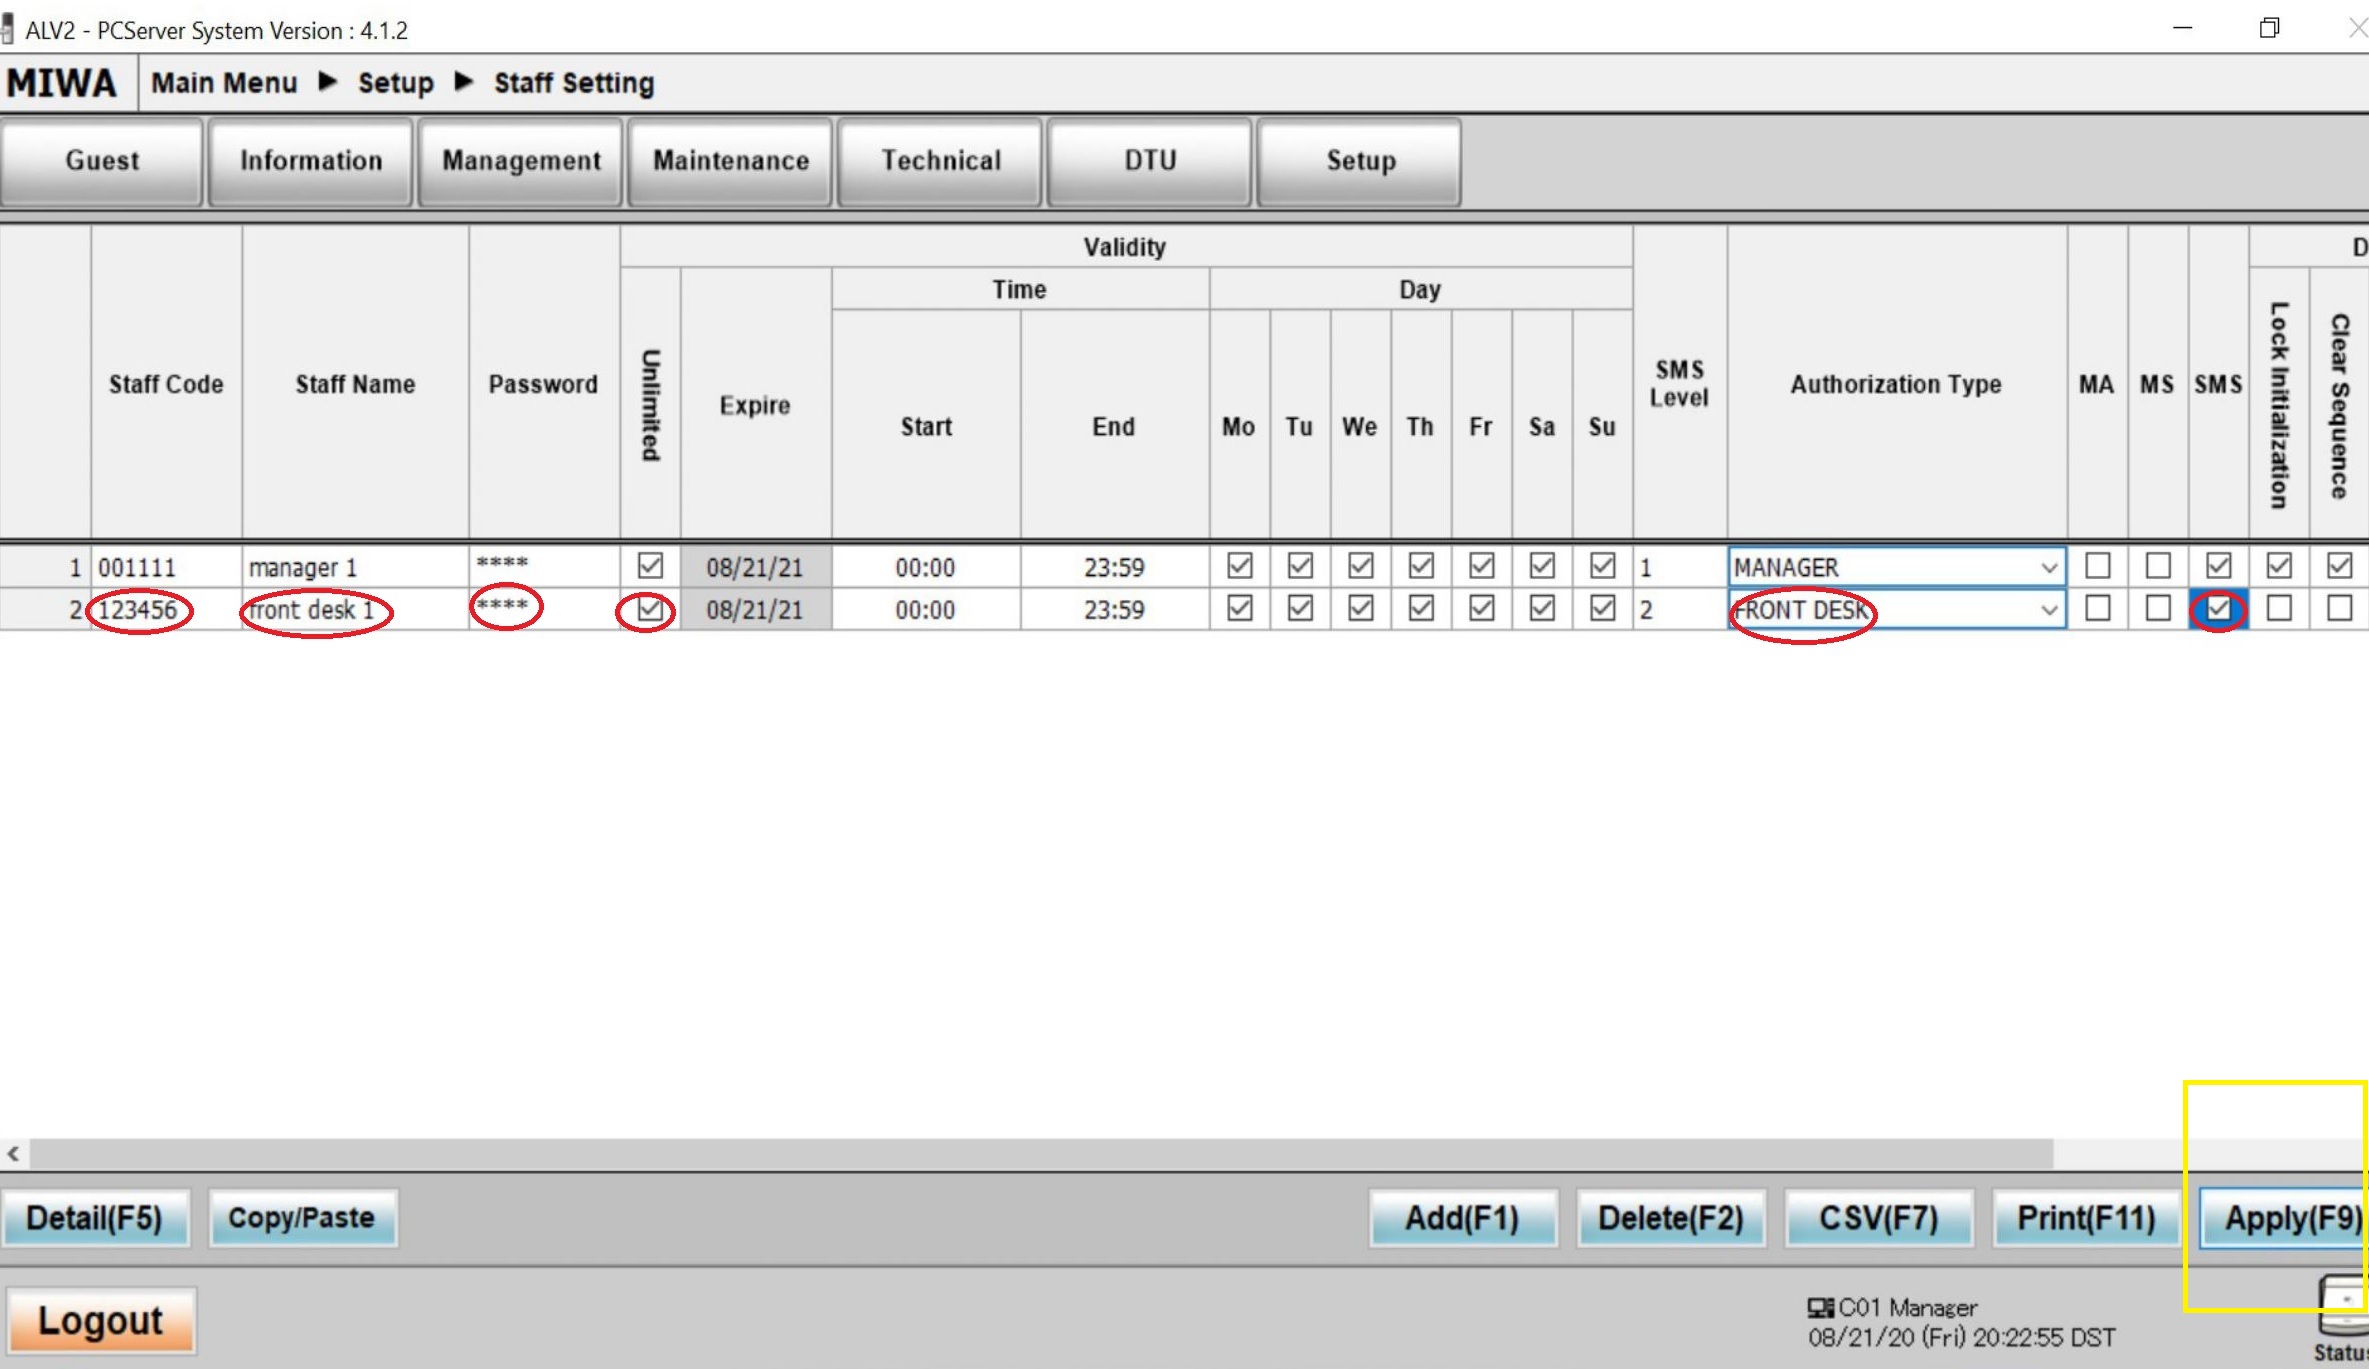 ALV2 - PCServer System Version : 4.1.2
MIWA Main Menu ▶ Setup ▶ Staff Setting
Guest Information Management Maintenance Technical DTU Setup
Validity D
Time Day
Staff Code Staff Name Password Unlimited Expire Start End Mo Tu We Th Fr Sa Su SMS Level Authorization Type MA MS SMS Lock Initialization Clear Sequence
1 001111 manager 1 **** 08/21/21 00:00 23:59 1 MANAGER
2 123456 front desk 1 **** 08/21/21 00:00 23:59 2 FRONT DESK
Detail(F5) Copy/Paste Add(F1) Delete(F2) CSV(F7) Print(F11) Apply(F9)
Logout C01 Manager
08/21/20 (Fri) 20:22:55 DST
Statu